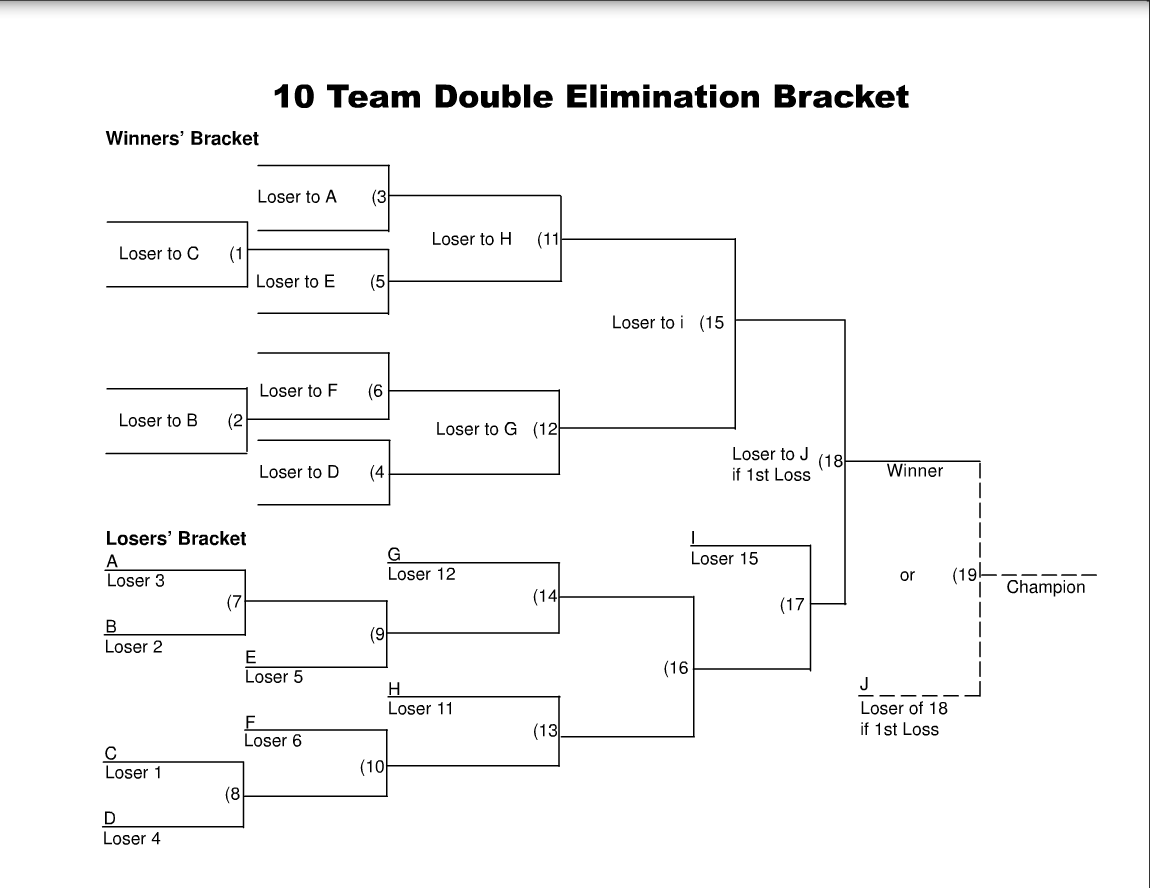 10 Team Double Elimination Bracket
Winners’ Bracket
Loser to A (3
Loser to H (11
Loser to C (1
Loser to E (5
Loser to i (15
Loser to F (6
Loser to B (2
Loser to G (12
Loser to D (4
Loser to J
if 1st Loss
(18
Winner
Losers’ Bracket
A
Loser 3
(7
B
Loser 2
G
Loser 12
(14
(9
E
Loser 5
I
Loser 15
(17
(16
or (19
Champion
J
Loser of 18
if 1st Loss
H
Loser 11
(13
F
Loser 6
(10
C
Loser 1
(8
D
Loser 4